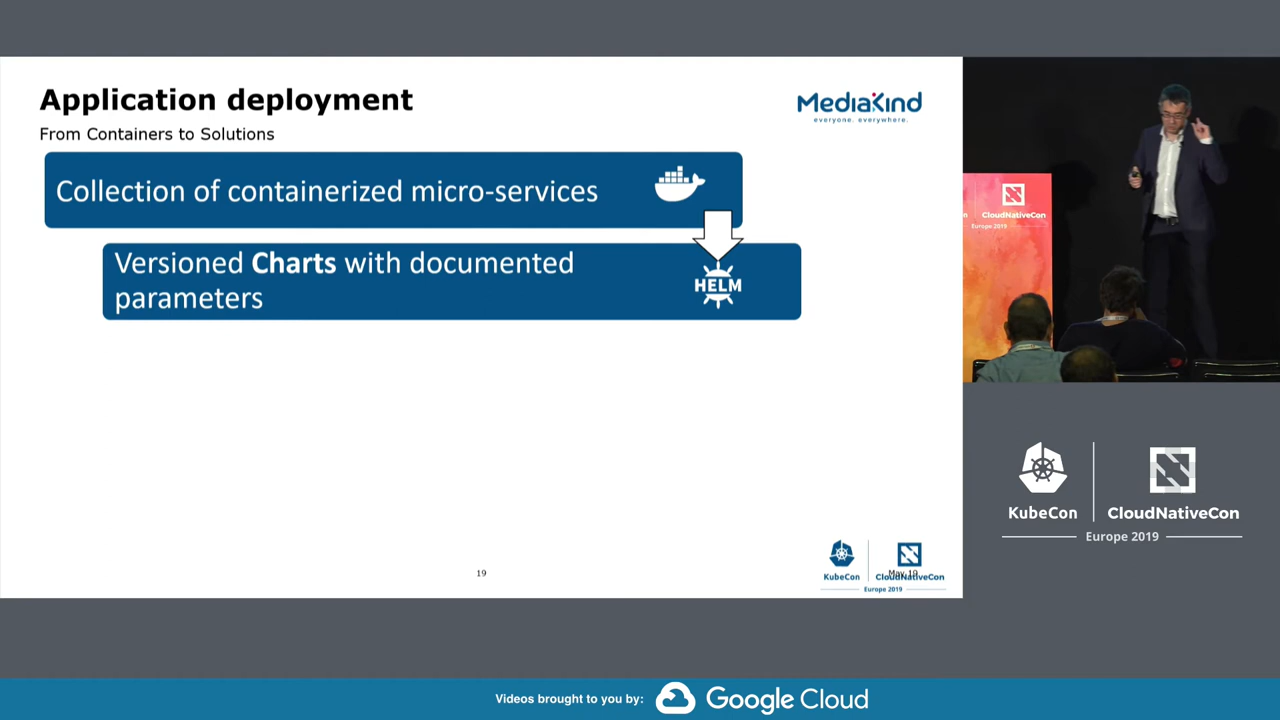 Application deployment
From Containers to Solutions
MediaKind
everyone. everywhere.
Collection of containerized micro-services
Versioned Charts with documented
parameters
HELM
19
May 19
KubeCon
CloudNativeCon
Europe 2019
CloudNativeCon
Europe 2019
KubeCon
CloudNativeCon
Europe 2019
Videos brought to you by:
Google Cloud